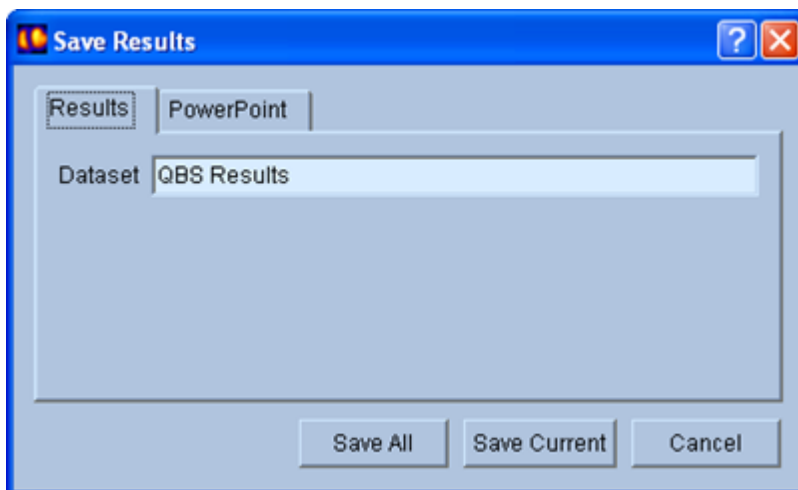 Save Results ?
Results PowerPoint
Dataset QBS Results
Save All Save Current Cancel